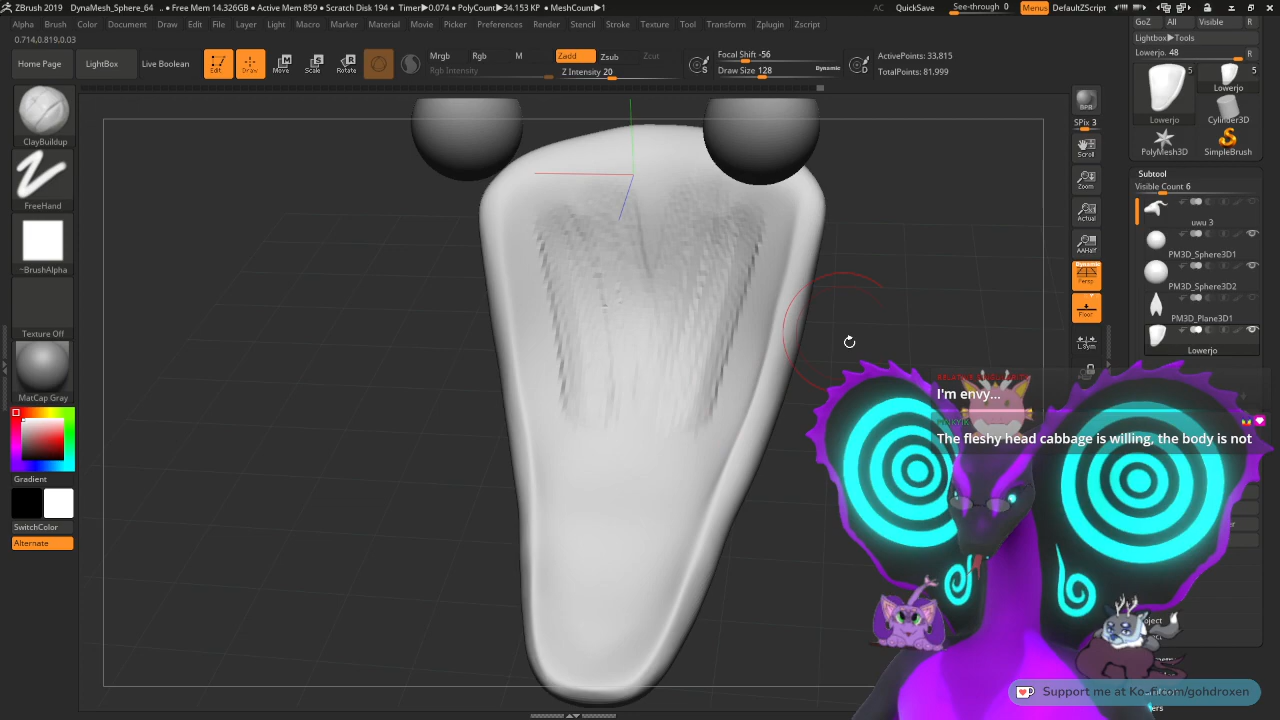 ZBrush 2019 DynaMesh_Sphere_64 .. • Free Mem 14.326GB • Active Mem 859 • Scratch Disk 194 • Timer▶0.074 • PolyCount▶34.153 KP • MeshCount▶1
AC QuickSave See-through 0 Menus DefaultZScript
Alpha Brush Color Document Draw Edit File Layer Light Macro Marker Material Movie Picker Preferences Render Stencil Stroke Texture Tool Transform Zplugin Zscript
0.714,0.819,0.03
Home Page LightBox Live Boolean
Edit Draw Move Scale Rotate
Mrgb Rgb M
Rgb Intensity
Zadd Zsub Zcut
Z Intensity 20
S
Focal Shift -56
Draw Size 128 Dynamic
D
ActivePoints: 33,815
TotalPoints: 81.999
ClayBuildup
FreeHand
~BrushAlpha
Texture Off
MatCap Gray
Gradient
SwitchColor
Alternate
BPR
SPix 3
Scroll
Zoom
Actual
AAHalf
Dynamic
Persp
Floor
L.Sym
GoZ All Visible R
Lightbox▶Tools
Lowerjo. 48 R
5 5
Lowerjo
Lowerjo Cylinder3D
PolyMesh3D SimpleBrush
Subtool
Visible Count 6
uwu 3
PM3D_Sphere3D1
PM3D_Sphere3D2
PM3D_Plane3D1
Lowerjo
I'm envy...
The fleshy head cabbage is willing, the body is not
Support me at Ko-fi.com/gohdroxen